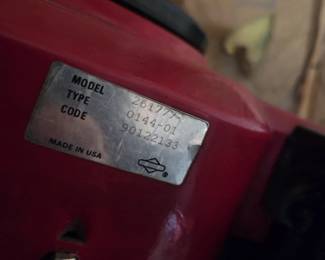 MODEL 261777
TYPE 0144-01
CODE 90122133
MADE IN USA